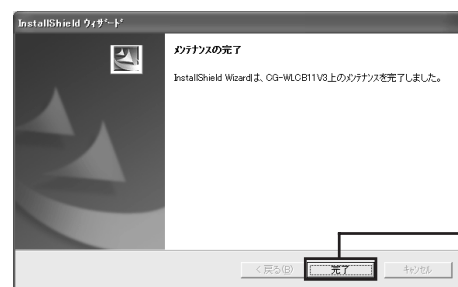 InstallShield ウィザード
メンテナンスの完了
InstallShield Wizardは、CG-WLCB11V3上のメンテナンスを完了しました。
< 戻る(B)
完了
キャンセル